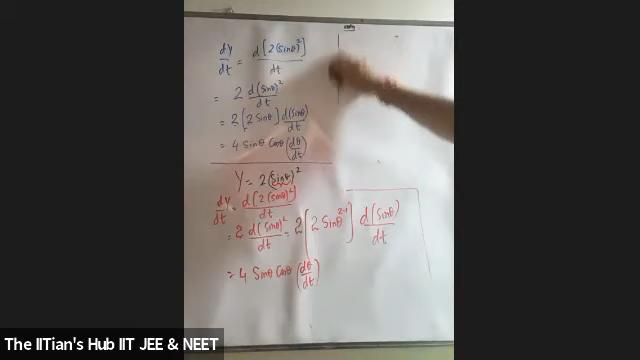 dy/dt = d[2(sinθ)²]/dt
= 2 d(sinθ)²/dt
= 2[2 sinθ] d(sinθ)/dt
= 4 sinθ cosθ (dθ/dt)
Y = 2(sinθ)²
dy/dt = d[2(sinθ)²]/dt
= 2 d(sinθ)²/dt = 2[2 sinθ²⁻¹] d(sinθ)/dt
= 4 sinθ cosθ (dθ/dt)
The IITian's Hub IIT JEE & NEET